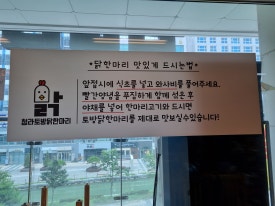 *닭한마리 맛있게 드시는법*
앞접시에 식초를 넣고 와사비를 풀어주세요.
빨간양념을 푸짐하게 함께 섞은 후
야채를 넣어 한마리고기와 드시면
토방닭한마리를 제대로 맛보실수있습니다!
닭
청라토방닭한마리